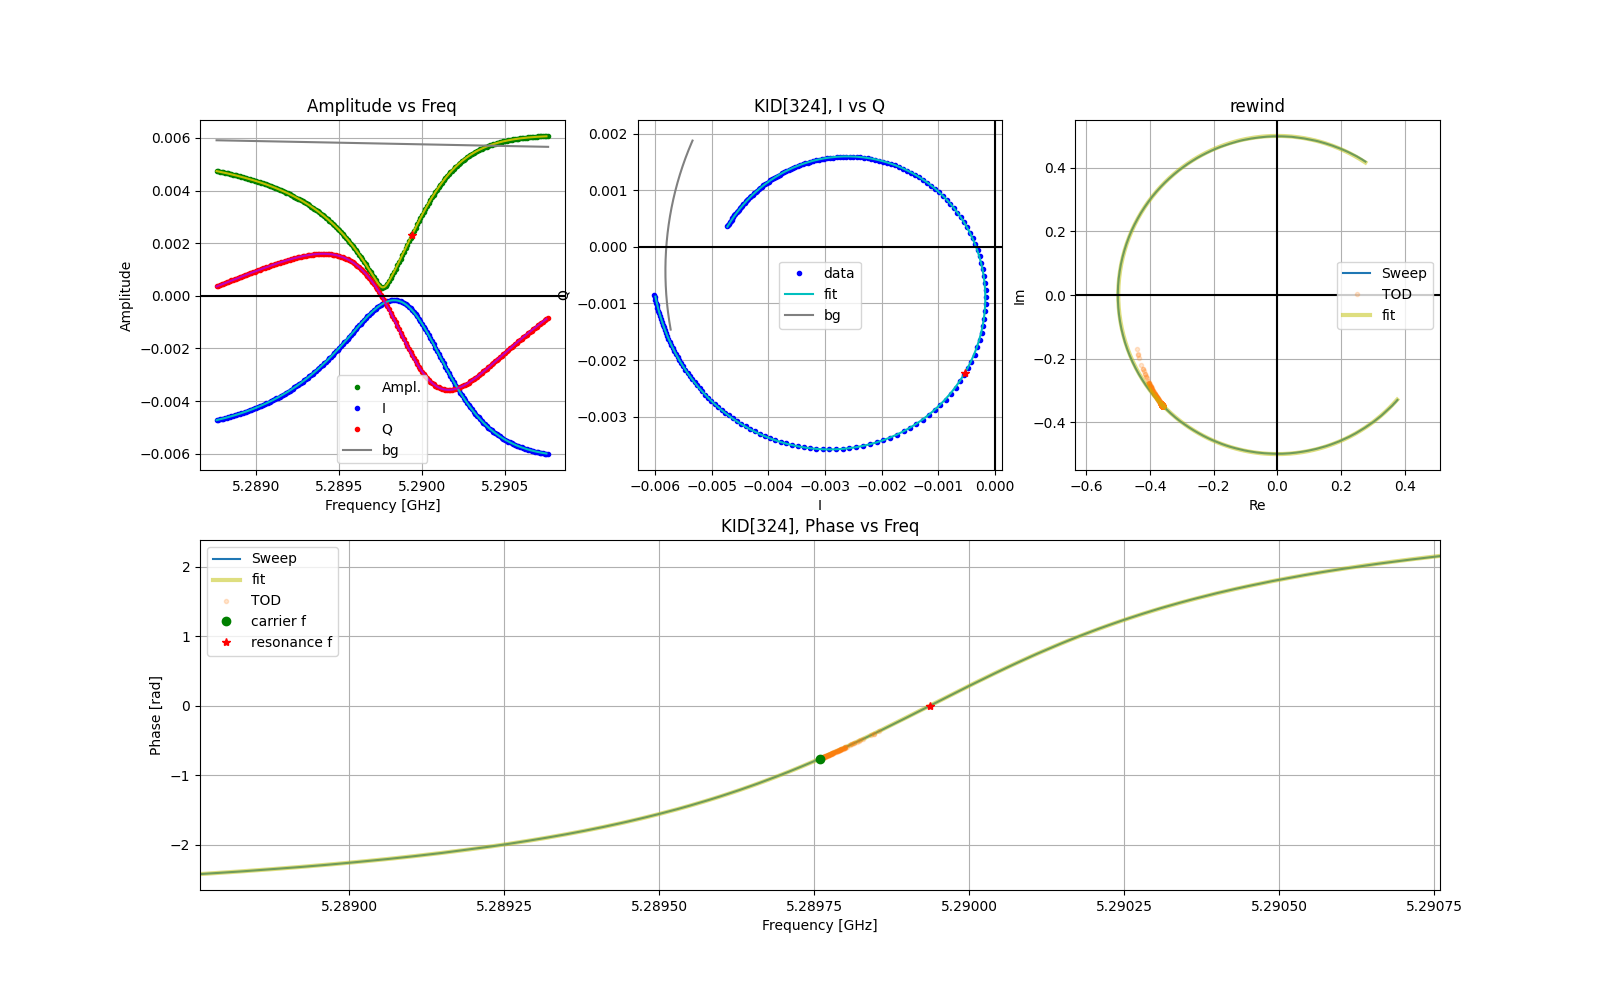 Amplitude vs Freq
KID[324], I vs Q
rewind
0.006
0.004
0.002
0.000
−0.002
−0.004
−0.006
Amplitude
5.2890
5.2895
5.2900
5.2905
Frequency [GHz]
Ampl.
I
Q
bg
0.002
0.001
0.000
−0.001
−0.002
−0.003
Q
−0.006
−0.005
−0.004
−0.003
−0.002
−0.001
0.000
I
data
fit
bg
0.4
0.2
0.0
−0.2
−0.4
Im
−0.6
−0.4
−0.2
0.0
0.2
0.4
Re
Sweep
TOD
fit
KID[324], Phase vs Freq
2
1
0
−1
−2
Phase [rad]
Sweep
fit
TOD
carrier f
resonance f
5.28900
5.28925
5.28950
5.28975
5.29000
5.29025
5.29050
5.29075
Frequency [GHz]